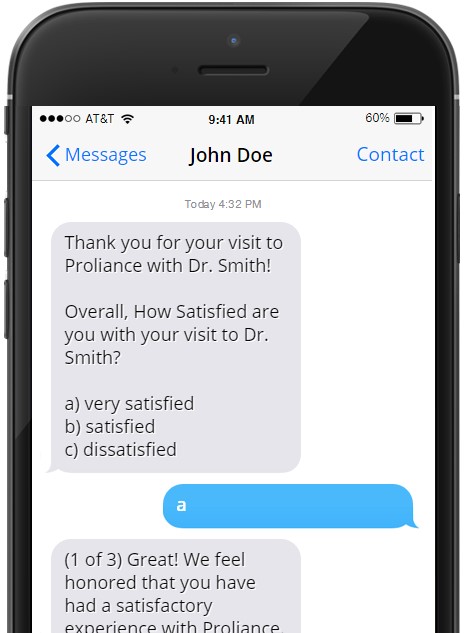 AT&T 9:41 AM 60%
Messages John Doe Contact
Today 4:32 PM
Thank you for your visit to
Proliance with Dr. Smith!
Overall, How Satisfied are
you with your visit to Dr.
Smith?
a) very satisfied
b) satisfied
c) dissatisfied
a
(1 of 3) Great! We feel
honored that you have
had a satisfactory
experience with Proliance.